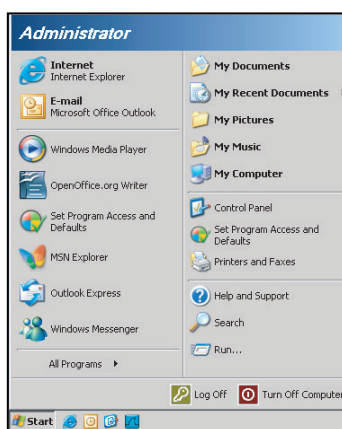 Administrator
Internet
Internet Explorer
E-mail
Microsoft Office Outlook
Windows Media Player
OpenOffice.org Writer
Set Program Access and
Defaults
MSN Explorer
Outlook Express
Windows Messenger
All Programs
My Documents
My Recent Documents
My Pictures
My Music
My Computer
Control Panel
Set Program Access and
Defaults
Printers and Faxes
Help and Support
Search
Run...
Log Off
Turn Off Computer
Start